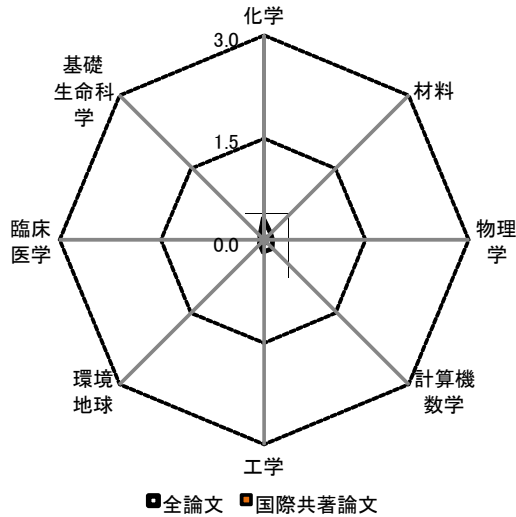 化学
3.0
基礎
生命科
学
材料
1.5
臨床
医学
0.0
物理
学
環境
地球
計算機
数学
工学
全論文 国際共著論文